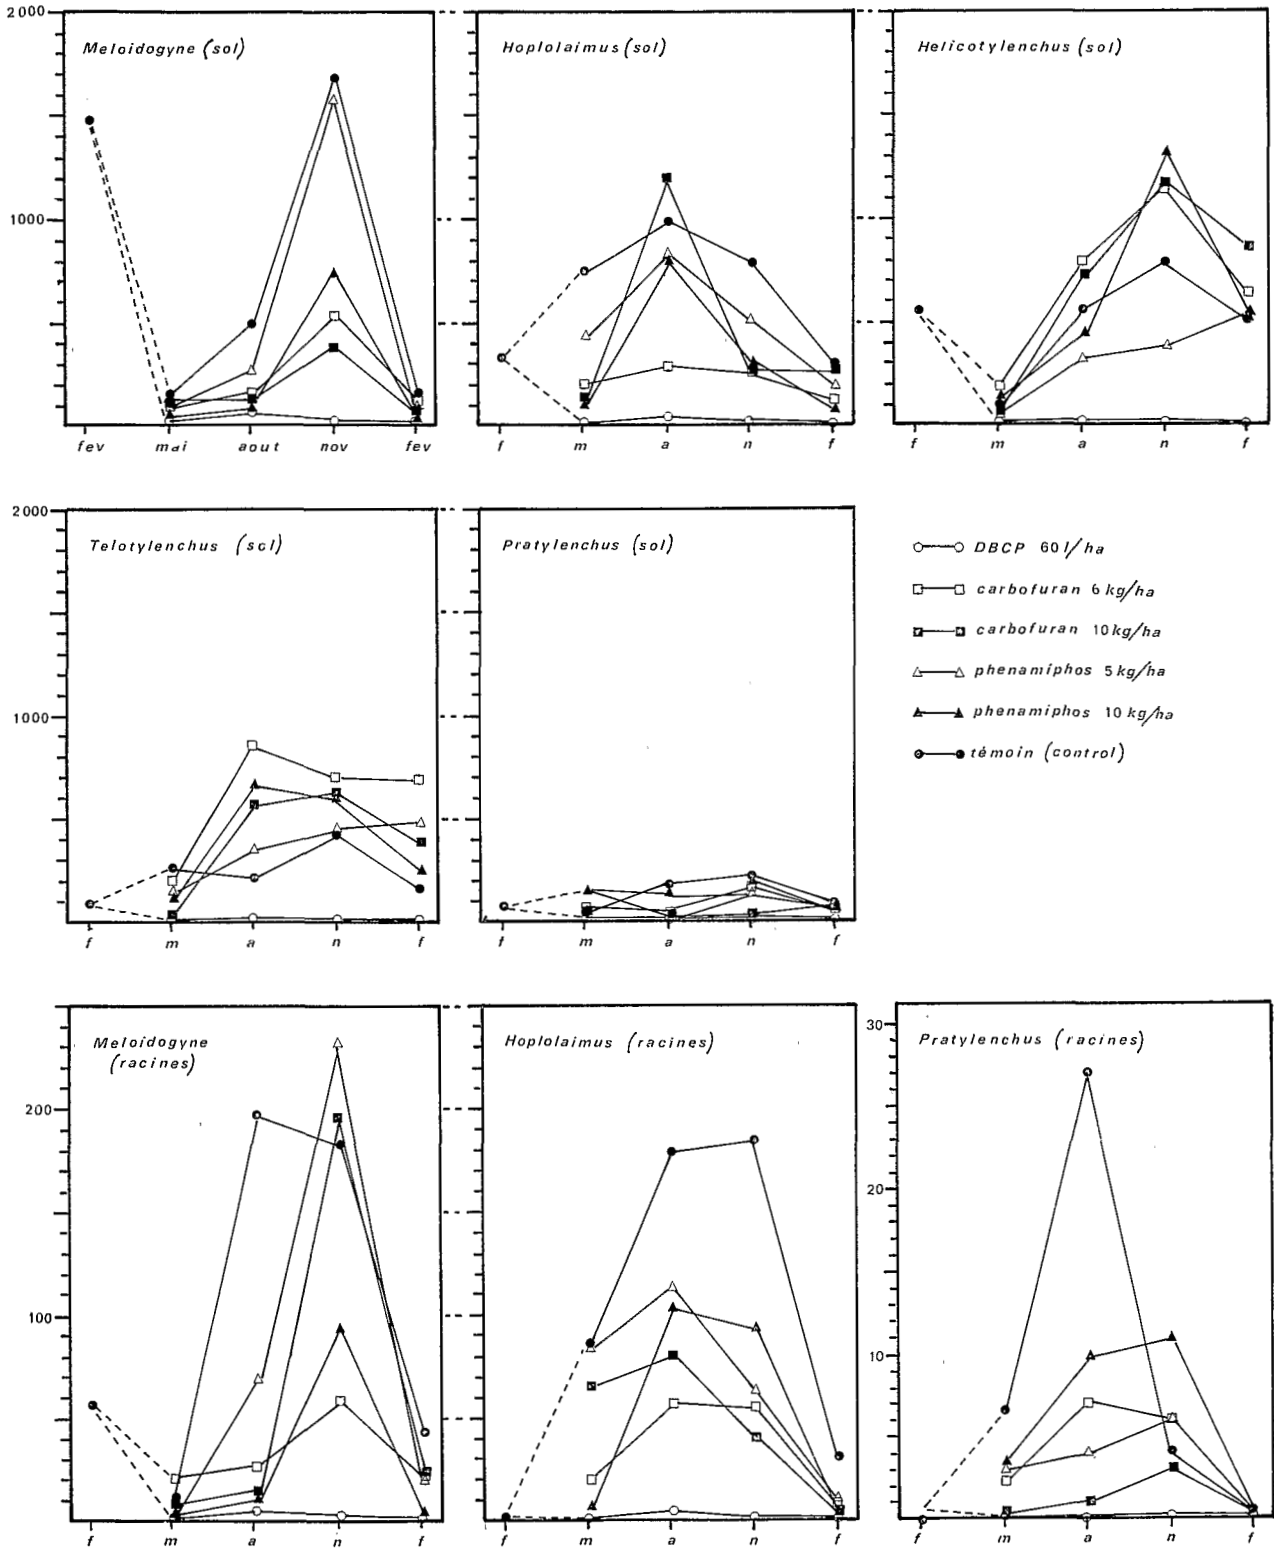 2000
Meloidogyne (sol)
Hoplolaimus (sol)
Helicotylenchus (sol)
1000
fev mai aout nov fev
f m a n f
f m a n f
2000
Telotylenchus (sol)
Pratylenchus (sol)
DBCP 60 l/ha
carbofuran 6 kg/ha
carbofuran 10 kg/ha
phenamiphos 5 kg/ha
phenamiphos 10 kg/ha
témoin (control)
1000
f m a n f
f m a n f
Meloidogyne
(racines)
Hoplolaimus (racines)
Pratylenchus (racines)
200
100
30
20
10
f m a n f
f m a n f
f m a n f